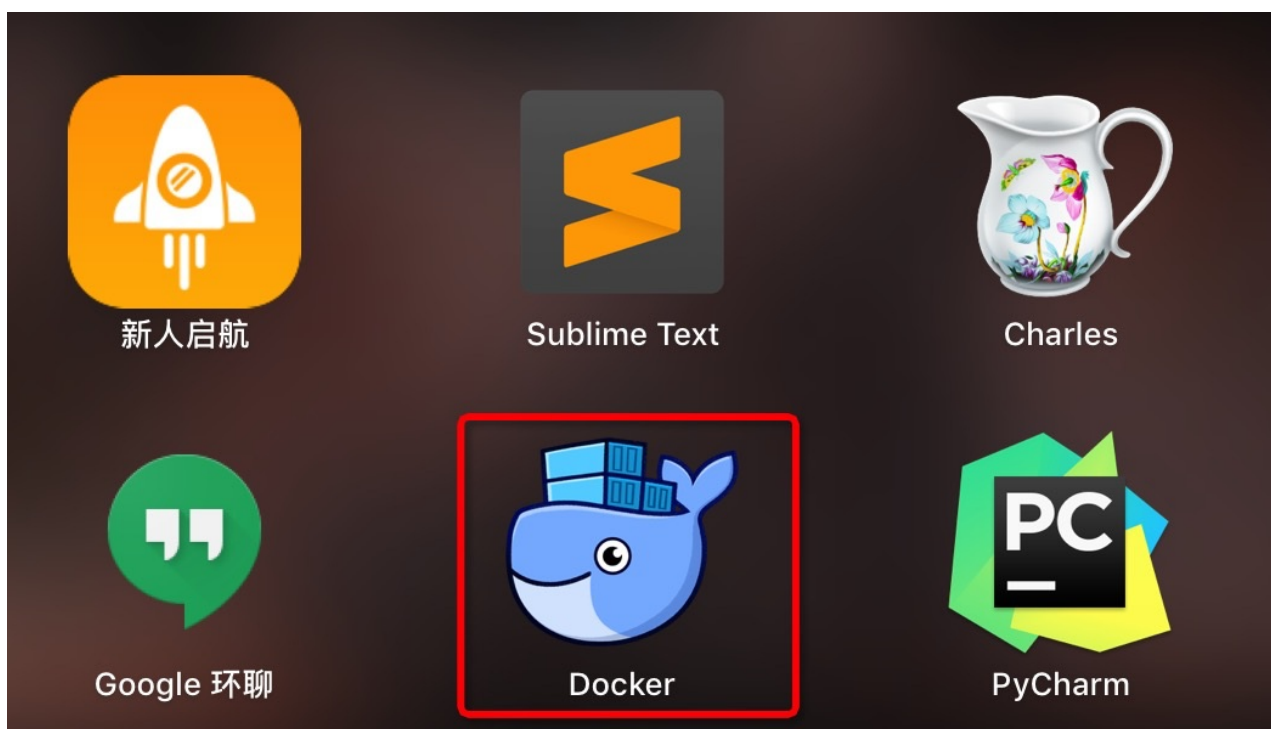 新人启航
Sublime Text
Charles
PC
Google 环聊
Docker
PyCharm